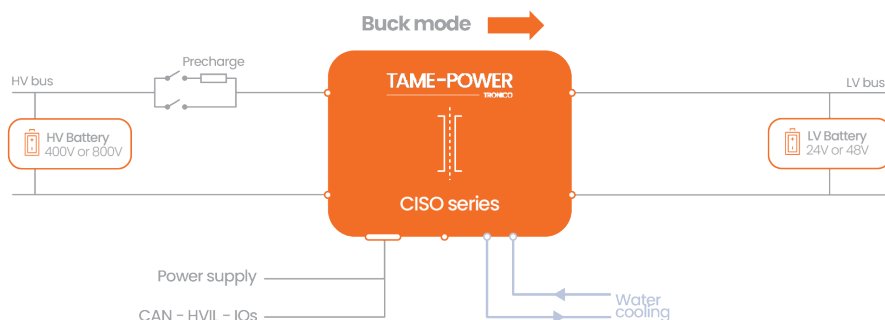 Buck mode
Precharge
HV bus
TAME-POWER
TRONICO
LV bus
HV Battery
400V or 800V
LV Battery
24V or 48V
CISO series
Power supply
Water
cooling
CAN - HVIL - IOs